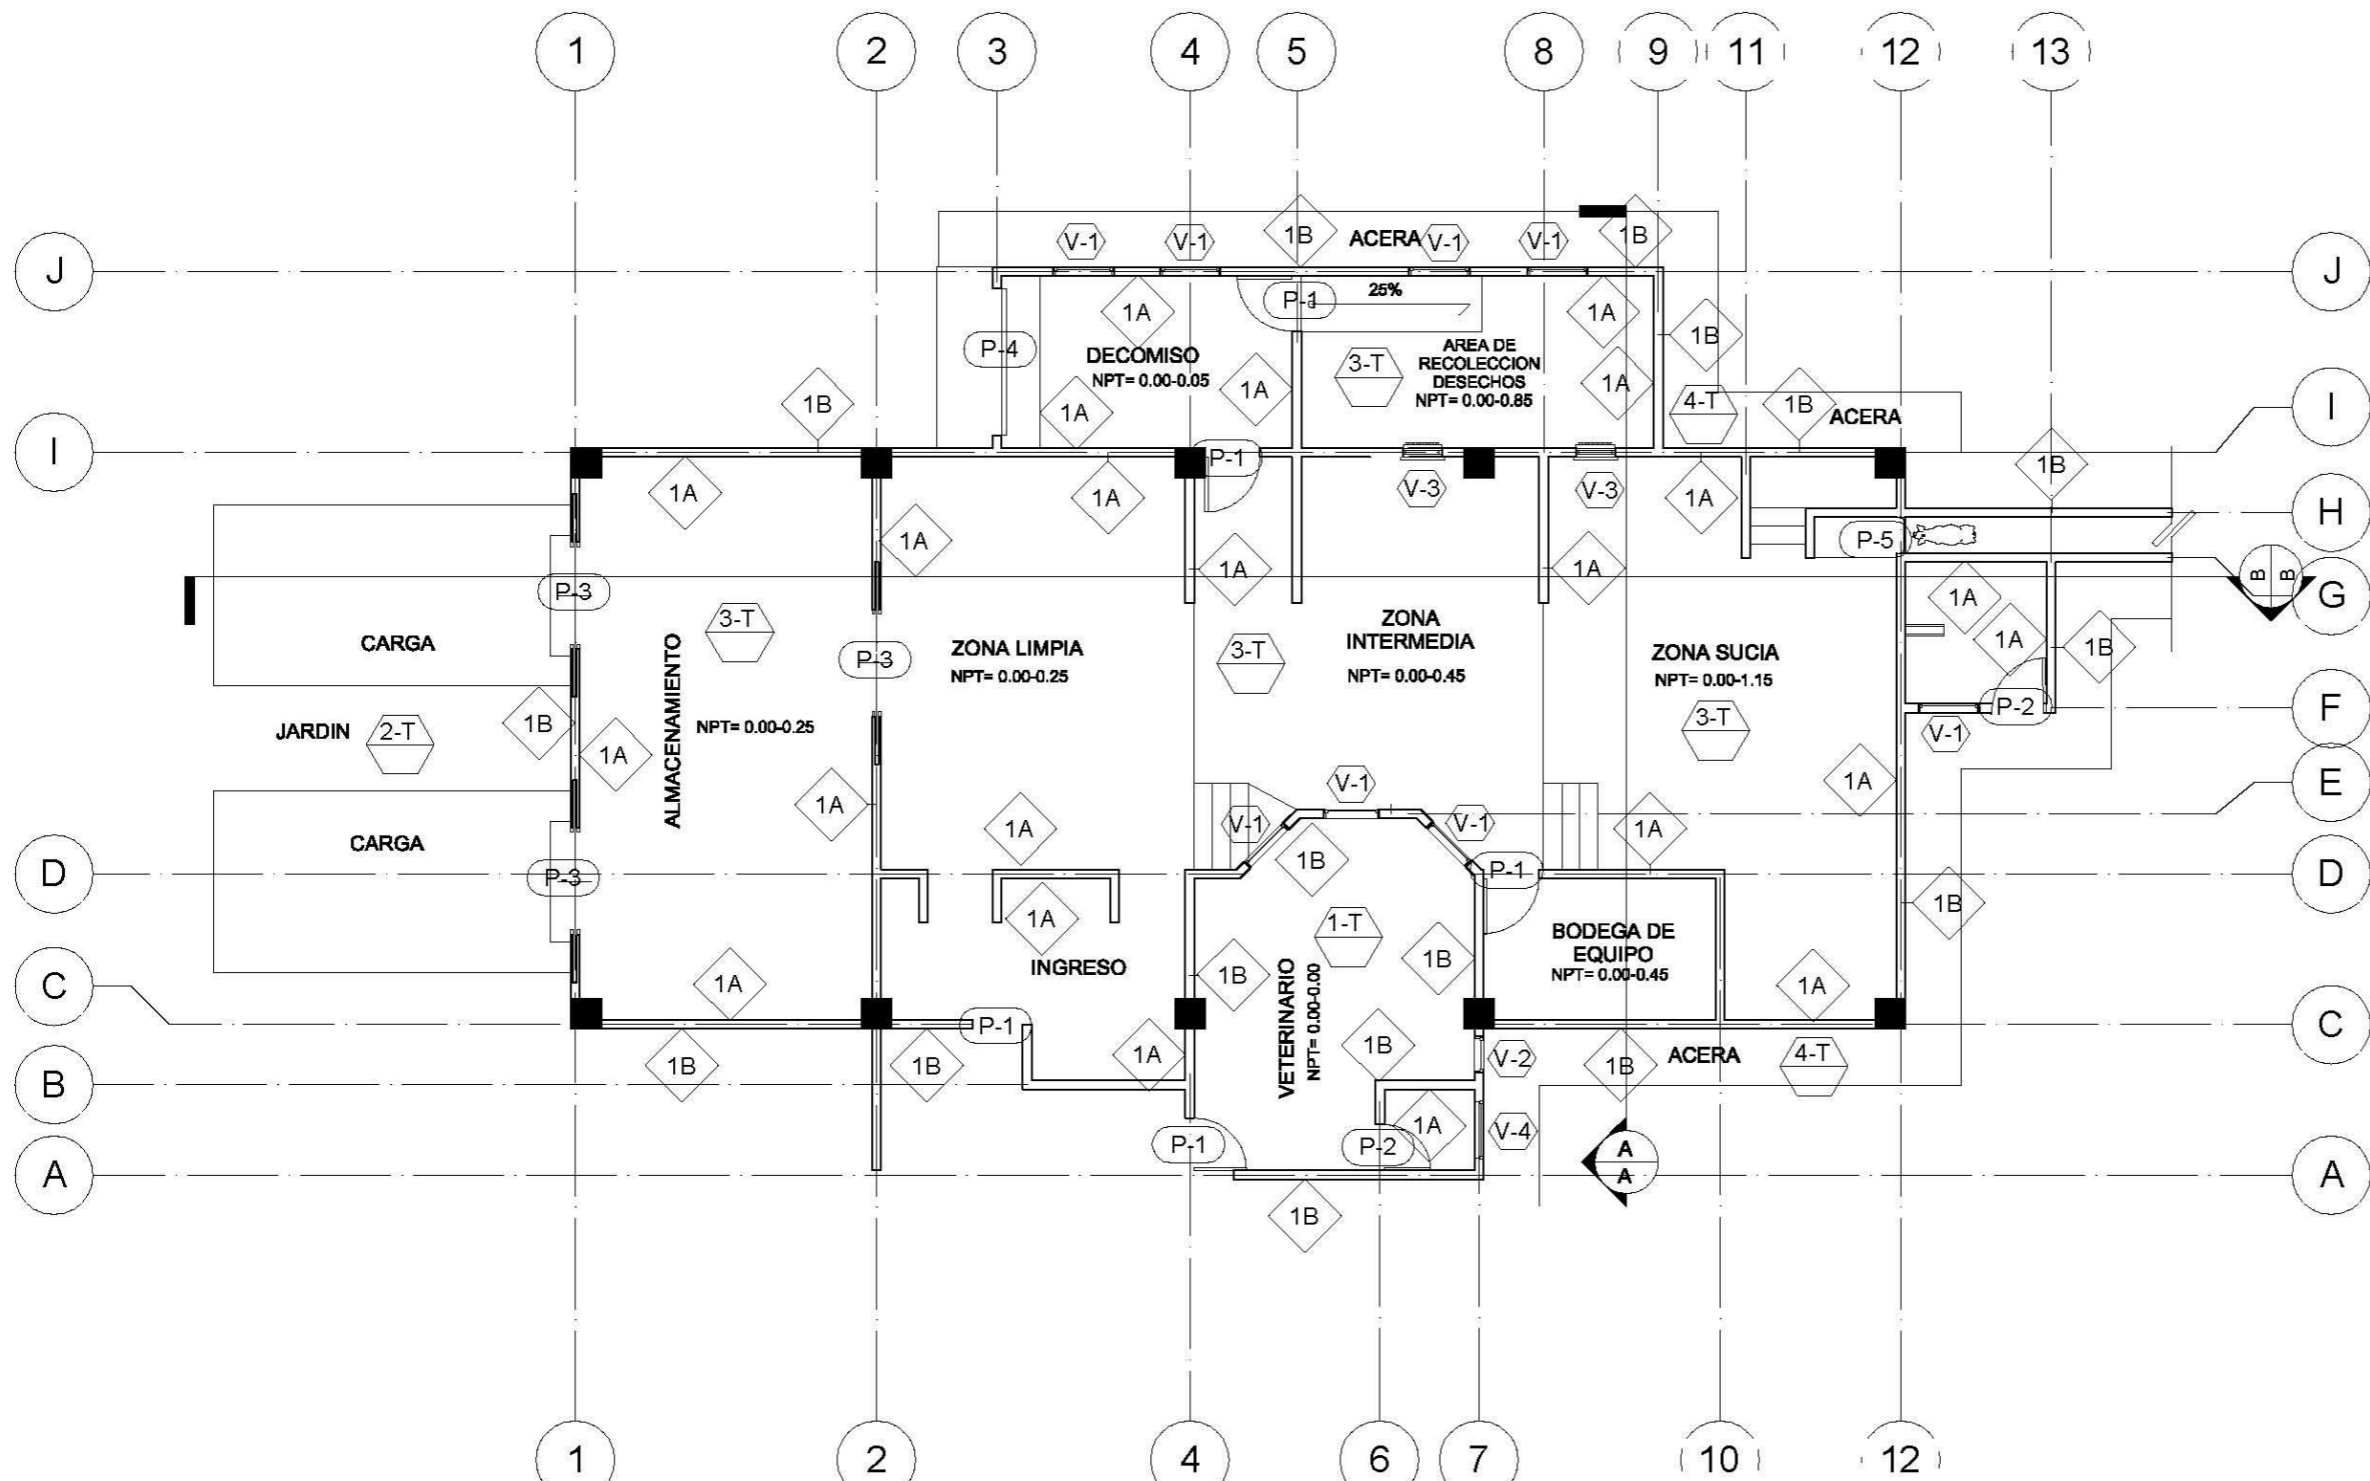 1 2 3 4 5 8 9 11 12 13
1B ACERA 1B
V-1 V-1 V-1 V-1
J J
P-1 25%
1A 1A
1B
P-4 DECOMISO 3-T AREA DE
RECOLECCION
DESECHOS
NPT= 0.00-0.05 NPT= 0.00-0.85
1A 1A
1B 1A 4-T 1B ACERA I
I P-1 1B
1A 1A V-3 V-3 1A
H
1A P-5
1A 1A
B B
P-3 1A G
3-T ZONA
INTERMEDIA
CARGA ZONA LIMPIA ZONA SUCIA 1A 1B
P-3 3-T
NPT= 0.00-0.25 NPT= 0.00-0.45 NPT= 0.00-1.15
ALMACENAMIENTO
JARDIN 2-T 1B NPT= 0.00-0.25 3-T P-2 F
1A V-1
V-1 1A E
1A
CARGA 1A V-1 V-1 1A
1B
D P-3 P-1 D
1A 1B
1-T BODEGA DE
EQUIPO
NPT= 0.00-0.45
INGRESO 1B 1B
C 1A VETERINARIO
NPT= 0.00-0.00
1A
P-1 C
1B 1B 1A 1B V-2 1B ACERA 4-T
B
1A V-4
P-1 P-2 A
A
A A
1B
1 2 4 6 7 10 12